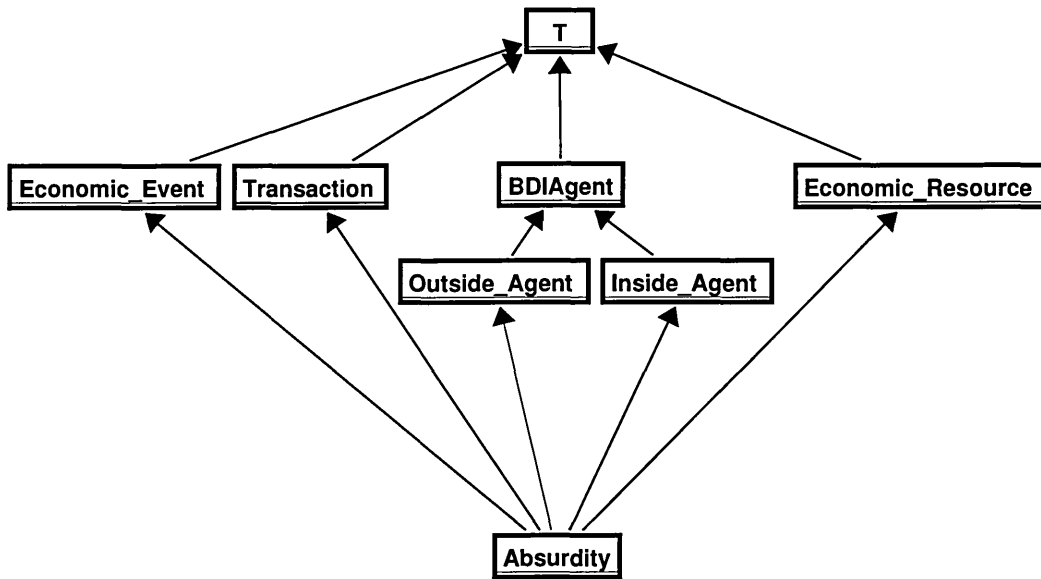 T
Economic_Event
Transaction
BDIAgent
Economic_Resource
Outside_Agent
Inside_Agent
Absurdity